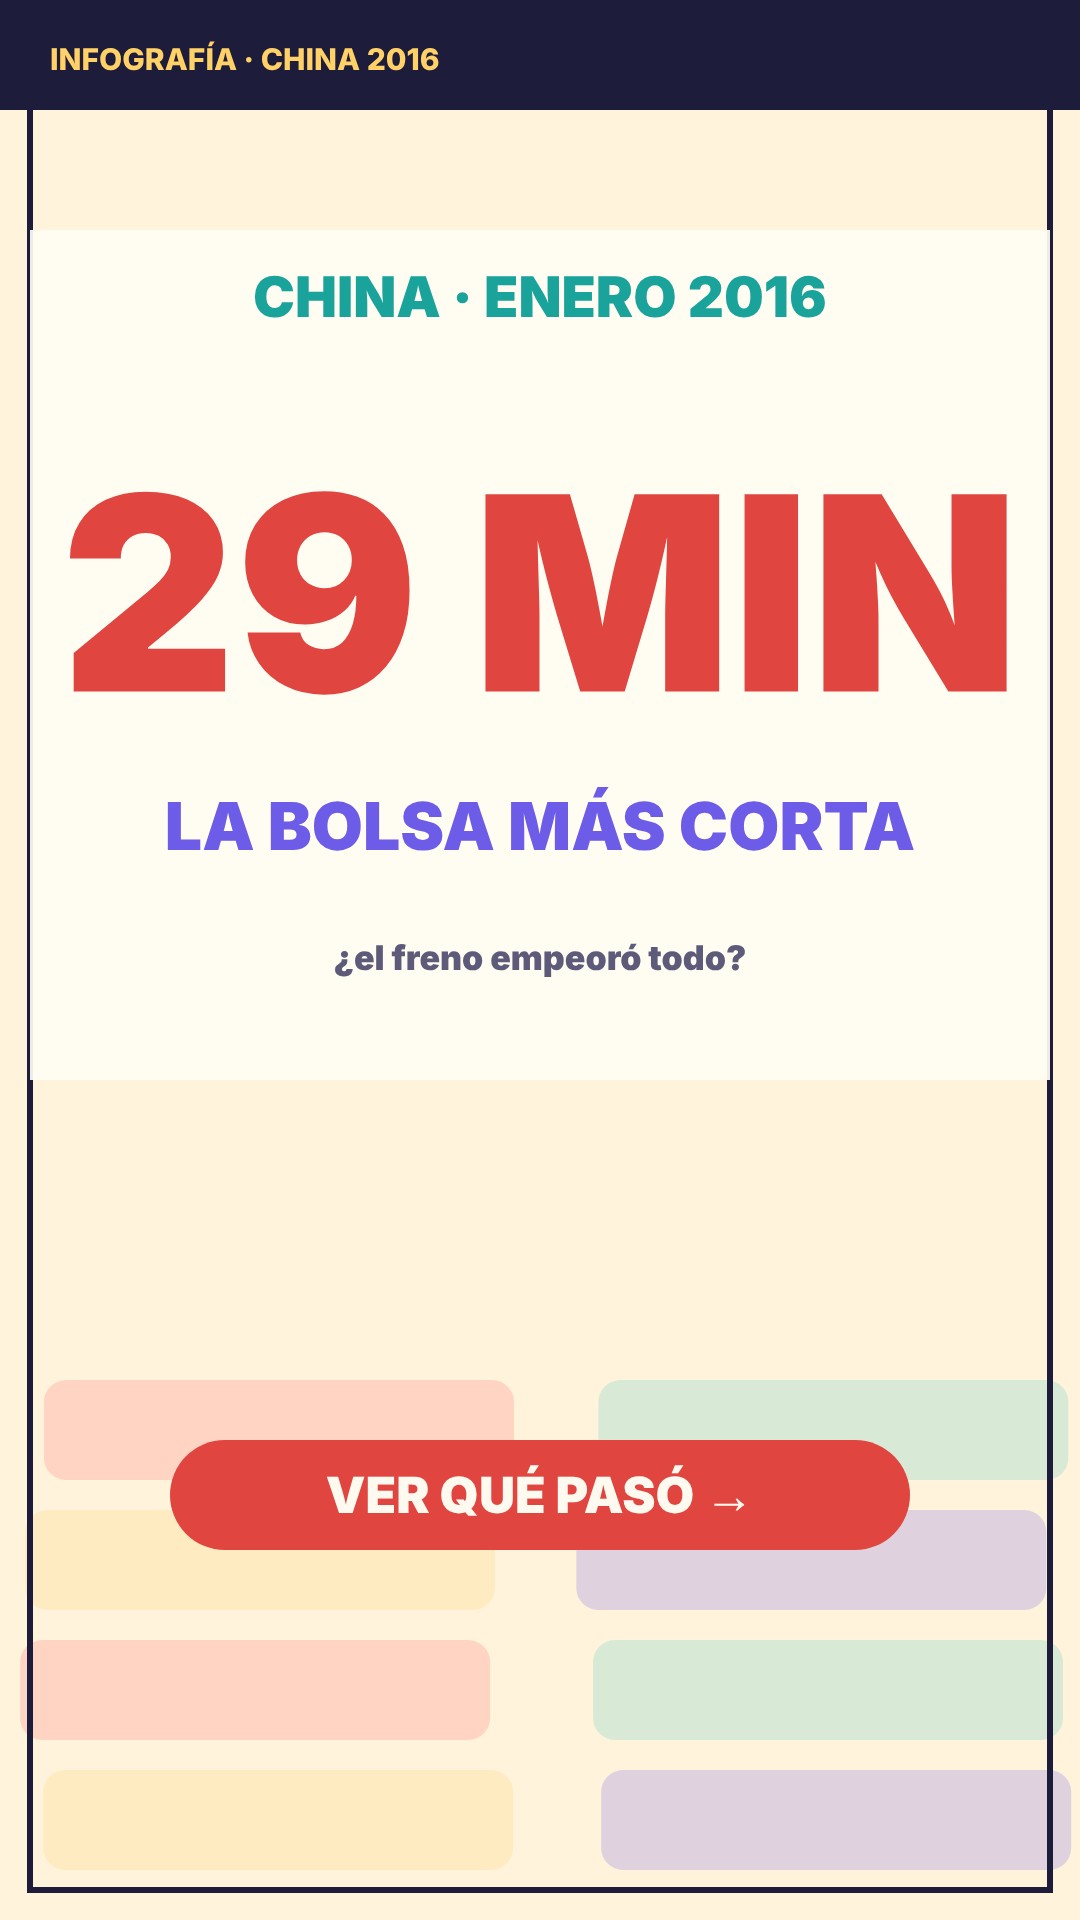 INFOGRAFÍA · CHINA 2016
CHINA · ENERO 2016
29 MIN
LA BOLSA MÁS CORTA
¿el freno empeoró todo?
VER QUÉ PASÓ →